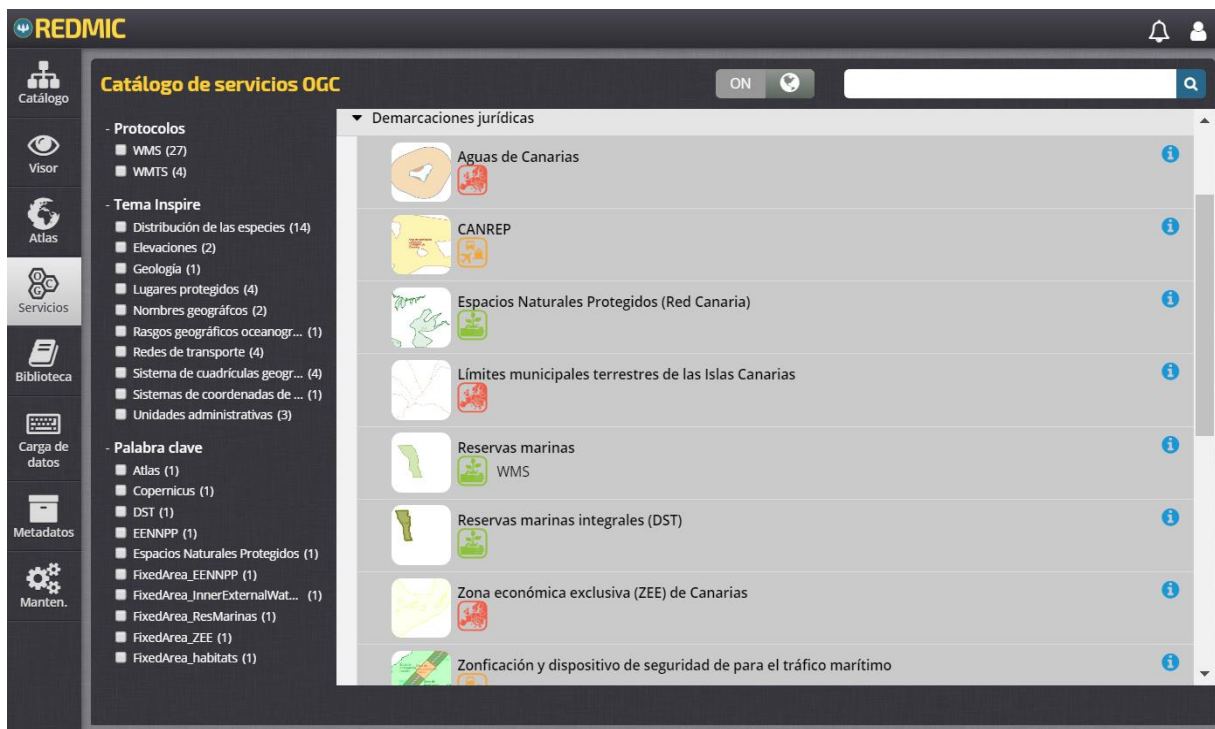 REDMIC
Catálogo
Visor
Atlas
Servicios
Biblioteca
Carga de
datos
Metadatos
Manten.
Catálogo de servicios OGC
ON
- Protocolos
WMS (27)
WMTS (4)
- Tema Inspire
Distribución de las especies (14)
Elevaciones (2)
Geología (1)
Lugares protegidos (4)
Nombres geográfcos (2)
Rasgos geográficos oceanogr... (1)
Redes de transporte (4)
Sistema de cuadrículas geogr... (4)
Sistemas de coordenadas de ... (1)
Unidades administrativas (3)
- Palabra clave
Atlas (1)
Copernicus (1)
DST (1)
EENNPP (1)
Espacios Naturales Protegidos (1)
FixedArea_EENNPP (1)
FixedArea_InnerExternalWat... (1)
FixedArea_ResMarinas (1)
FixedArea_ZEE (1)
FixedArea_habitats (1)
Demarcaciones jurídicas
Aguas de Canarias
CANREP
Espacios Naturales Protegidos (Red Canaria)
Límites municipales terrestres de las Islas Canarias
Reservas marinas
WMS
Reservas marinas integrales (DST)
Zona económica exclusiva (ZEE) de Canarias
Zonficación y dispositivo de seguridad de para el tráfico marítimo